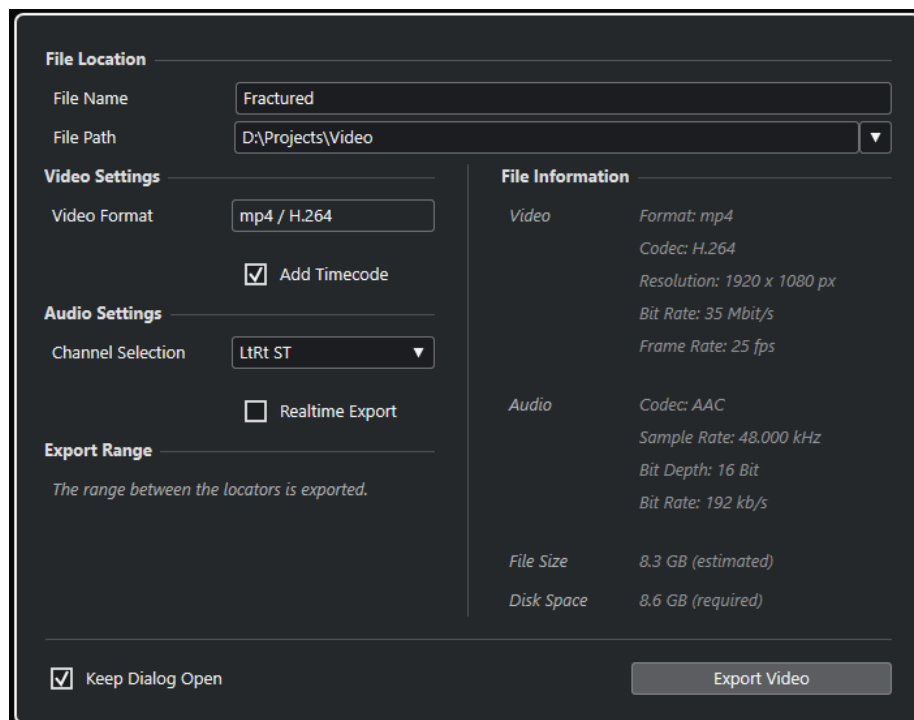 File Location
File Name
Fractured
File Path
D:\Projects\Video
Video Settings
Video Format
mp4 / H.264
Add Timecode
Audio Settings
Channel Selection
LtRt ST
Realtime Export
Export Range
The range between the locators is exported.
File Information
Video
Format: mp4
Codec: H.264
Resolution: 1920 x 1080 px
Bit Rate: 35 Mbit/s
Frame Rate: 25 fps
Audio
Codec: AAC
Sample Rate: 48.000 kHz
Bit Depth: 16 Bit
Bit Rate: 192 kb/s
File Size
8.3 GB (estimated)
Disk Space
8.6 GB (required)
Keep Dialog Open
Export Video